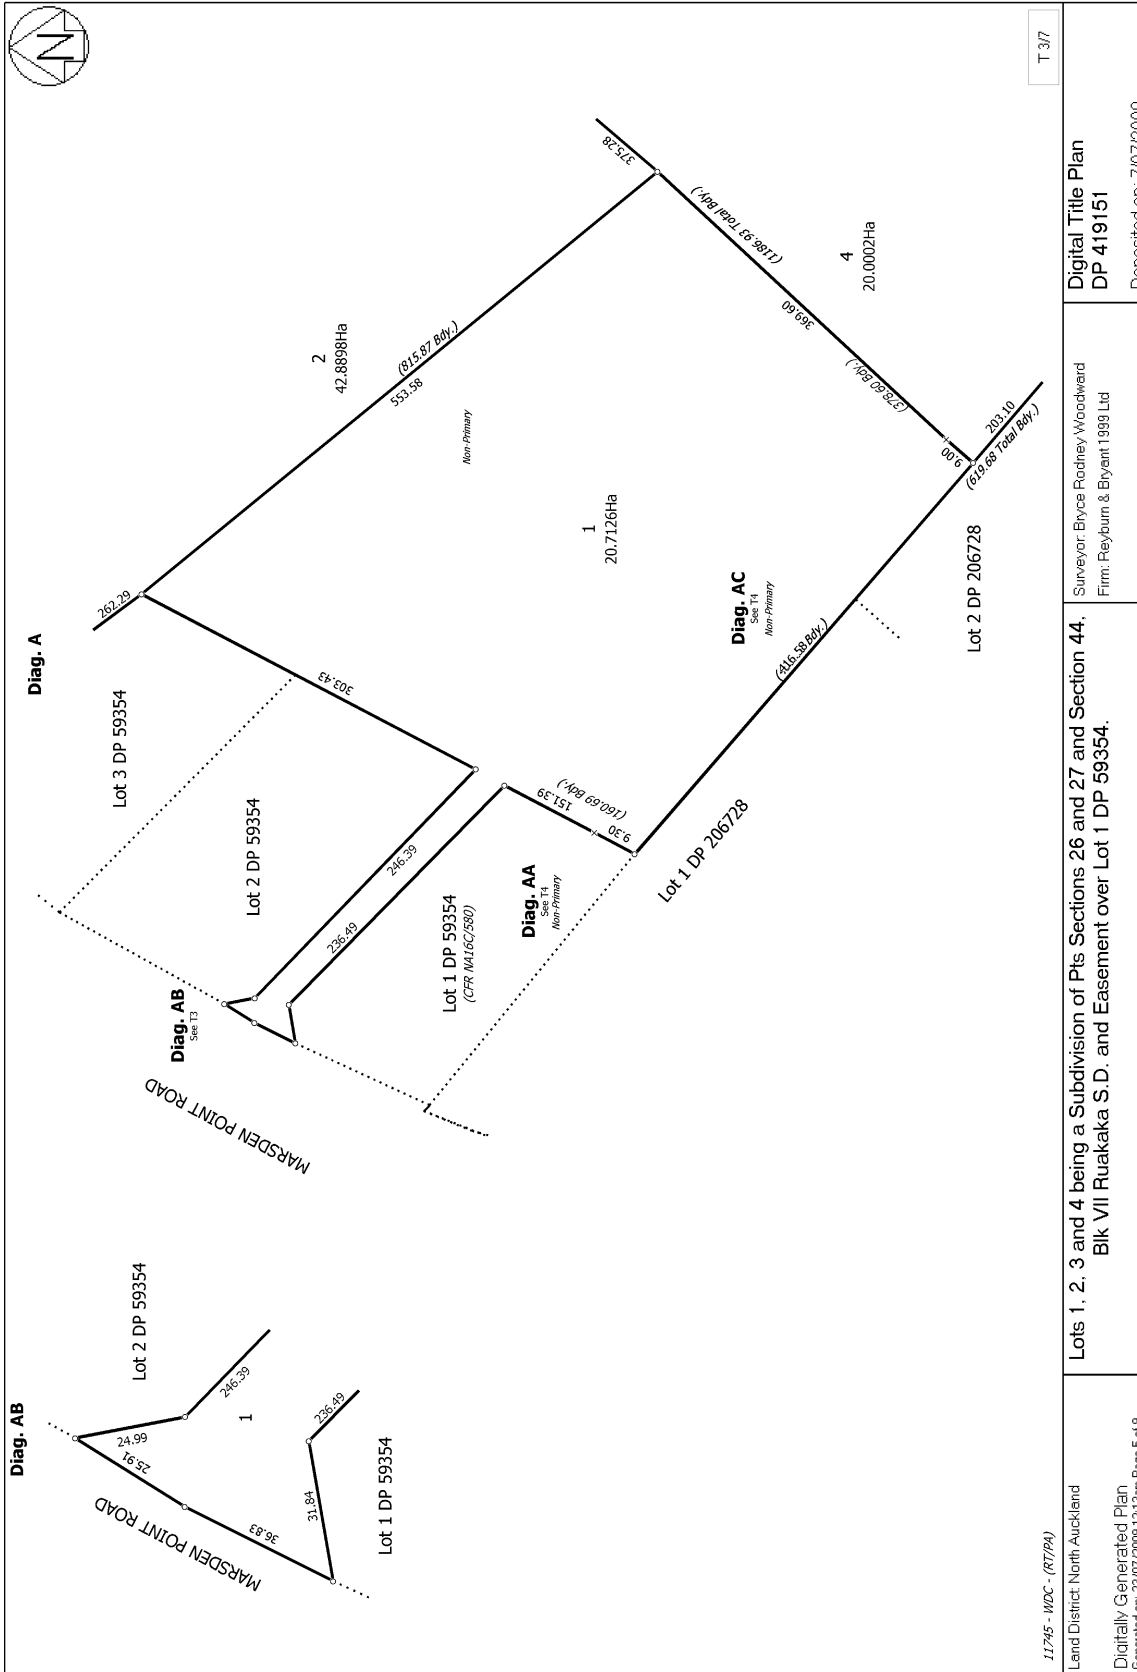 N
T 3/7
Diag. A
Lot 3 DP 59354
Lot 2 DP 59354
Diag. AB
See T3
MARSDEN POINT ROAD
Lot 1 DP 59354
(CFR NA16C/580)
Diag. AA
See T4
Non-Primary
Lot 1 DP 206728
Diag. AC
See T4
Non-Primary
Lot 2 DP 206728
1
20.7126Ha
Non-Primary
2
42.8898Ha
4
20.0002Ha
262.29
303.43
(815.87 Bdy.)
553.58
375.28
(1186.93 Total Bdy.)
369.60
(378.60 Bdy.)
9.00
203.10
(619.68 Total Bdy.)
(416.58 Bdy.)
246.39
236.49
151.39
(160.69 Bdy.)
9.30
Diag. AB
Lot 2 DP 59354
246.39
24.99
25.91
1
MARSDEN POINT ROAD
36.83
31.84
236.49
Lot 1 DP 59354
11745 - WDC - (RT/PA)
Land District: North Auckland
Digitally Generated Plan
Lots 1, 2, 3 and 4 being a Subdivision of Pts Sections 26 and 27 and Section 44,
Blk VII Ruakaka S.D. and Easement over Lot 1 DP 59354.
Surveyor: Bryce Rodney Woodward
Firm: Reyburn & Bryant 1999 Ltd
Digital Title Plan
DP 419151